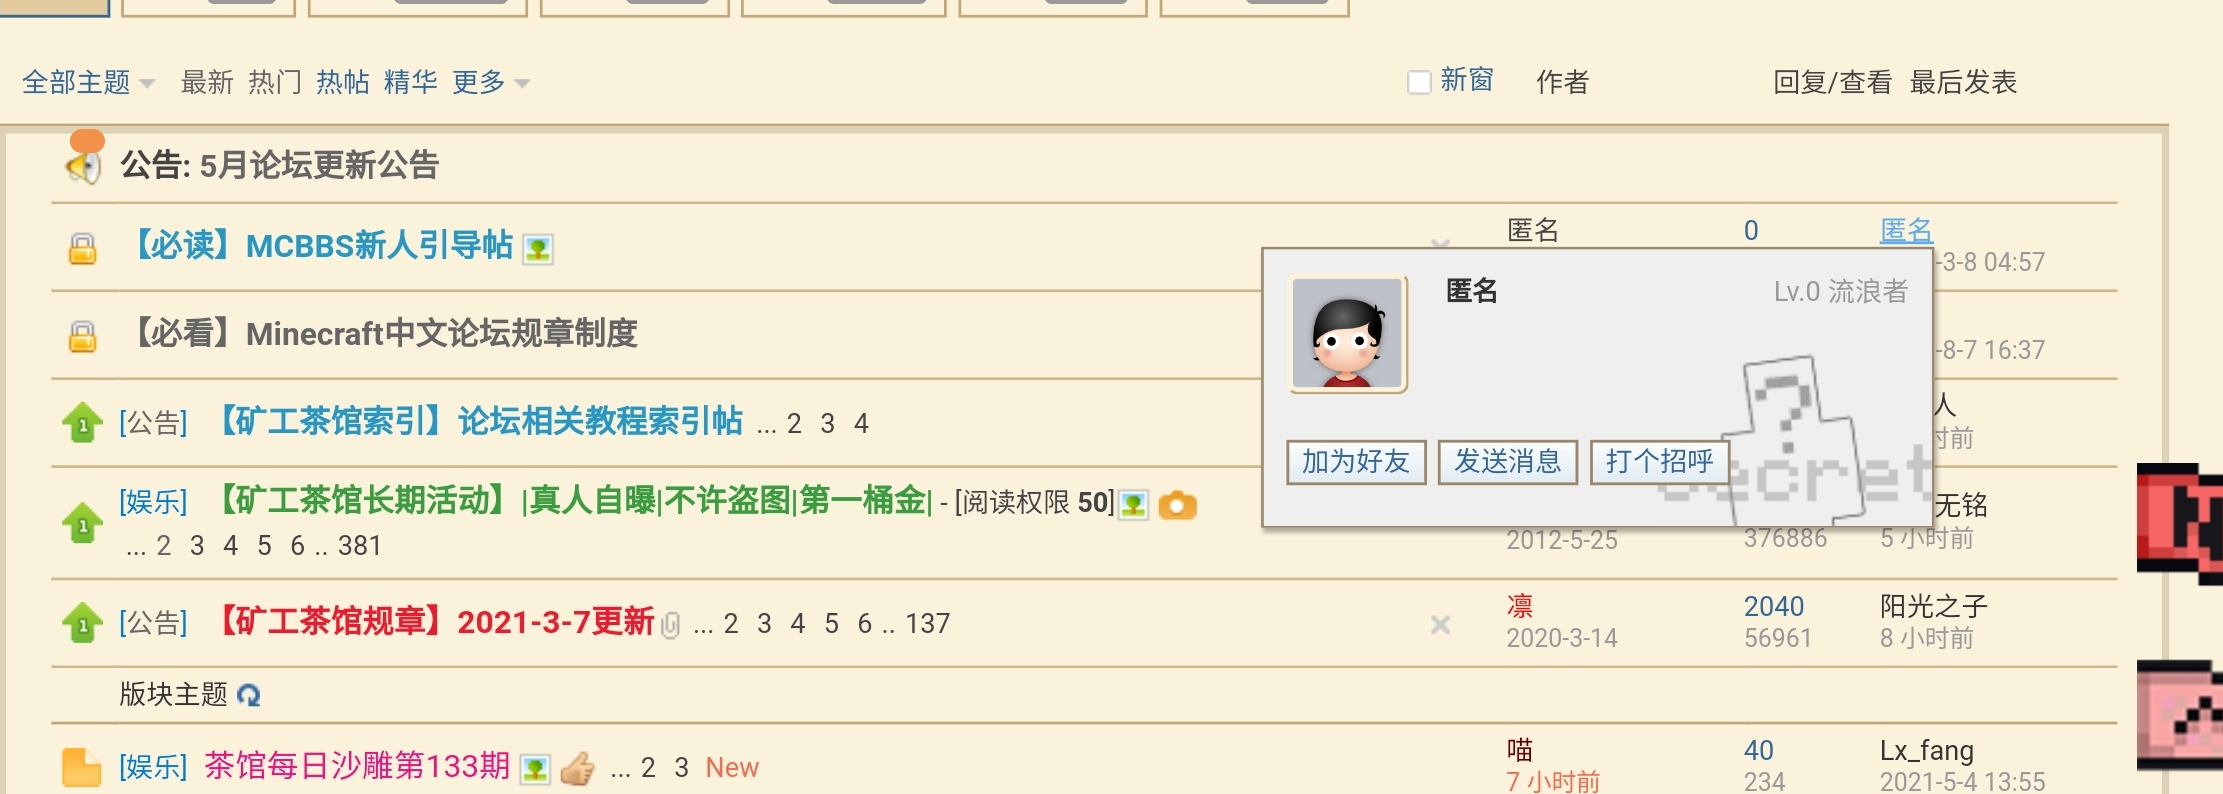 全部主题 最新 热门 热帖 精华 更多 新窗 作者 回复/查看 最后发表
公告: 5月论坛更新公告
【必读】MCBBS新人引导帖 匿名 0 匿名
-3-8 04:57
匿名 Lv.0 流浪者
【必看】Minecraft中文论坛规章制度
-8-7 16:37
[公告] 【矿工茶馆索引】论坛相关教程索引帖 ... 2 3 4
人
时前
加为好友 发送消息 打个招呼
ecret
[娱乐] 【矿工茶馆长期活动】|真人自曝|不许盗图|第一桶金| - [阅读权限 50]
无铭
... 2 3 4 5 6 .. 381
2012-5-25 376886 5 小时前
[公告] 【矿工茶馆规章】2021-3-7更新 ... 2 3 4 5 6 .. 137
凛 2040 阳光之子
2020-3-14 56961 8 小时前
版块主题
[娱乐] 茶馆每日沙雕第133期 ... 2 3 New
喵 40 Lx_fang
7 小时前 234 2021-5-4 13:55